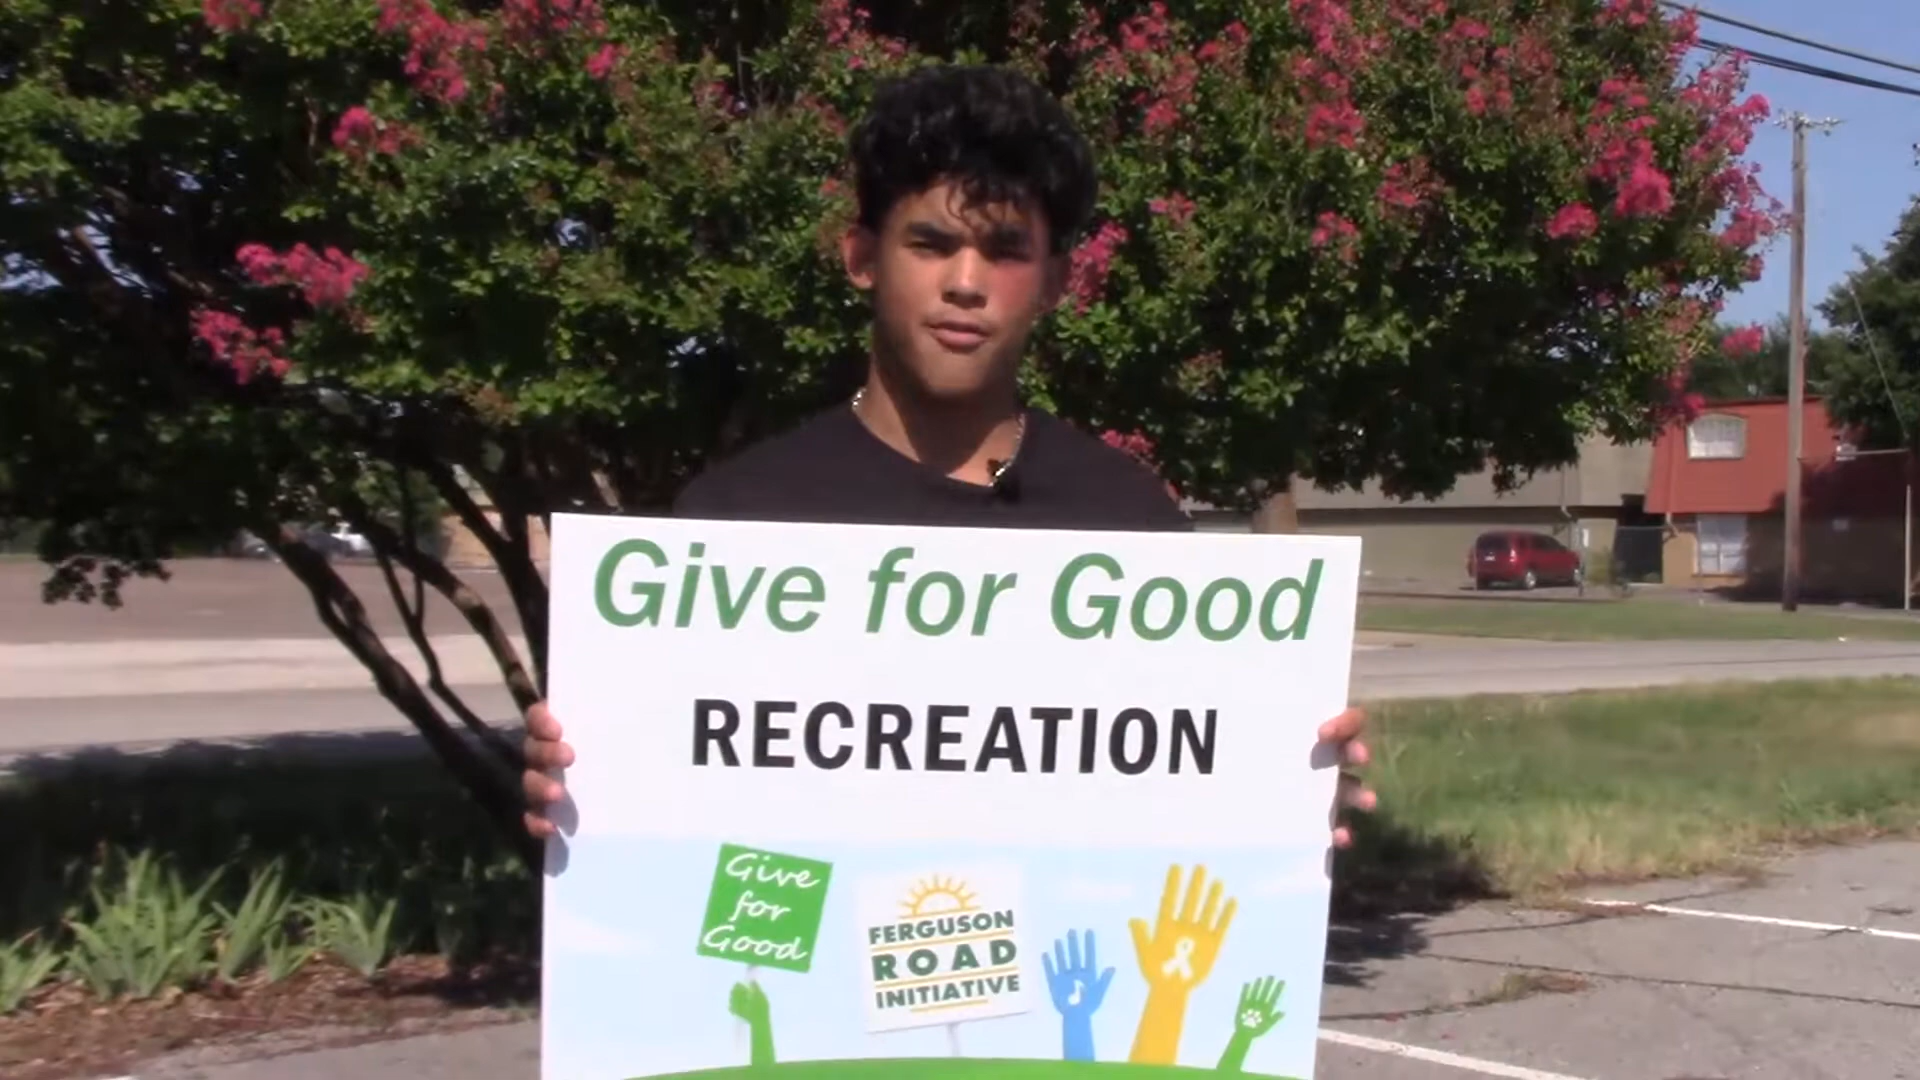 Give for Good
RECREATION
Give
for
Good
FERGUSON
ROAD
INITIATIVE